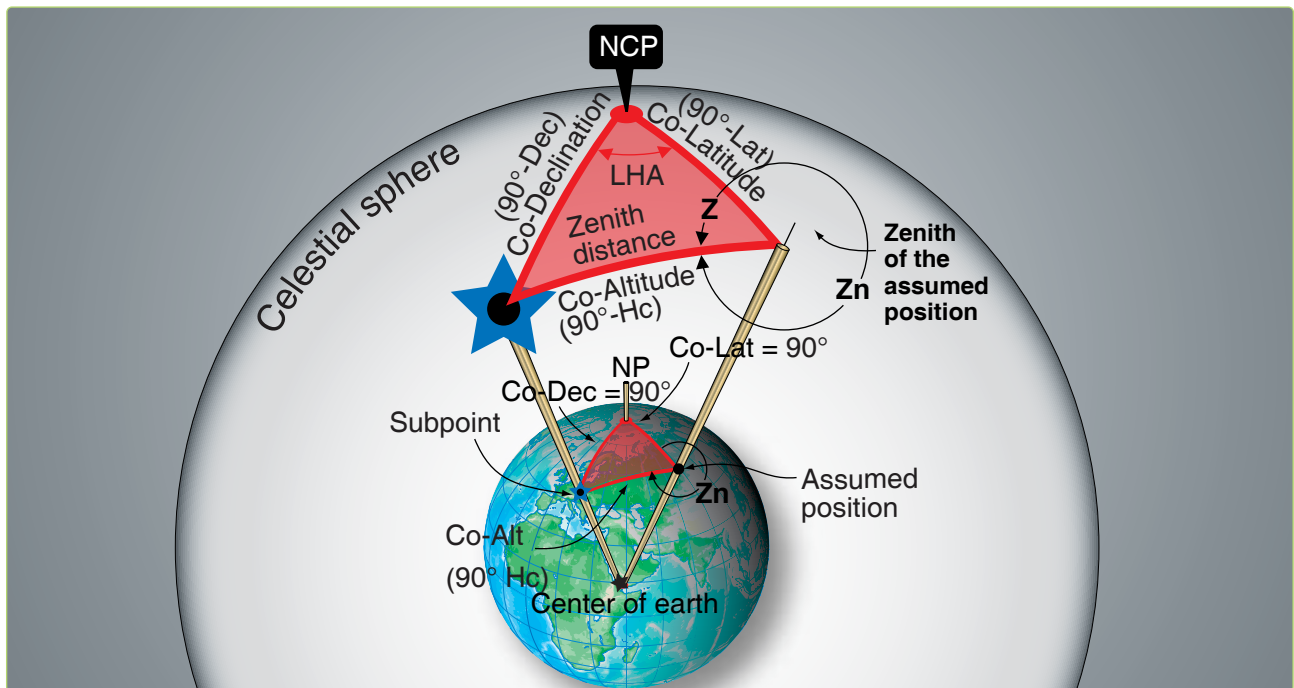 NCP
Celestial sphere
(90°-Dec)
Co-Declination
(90°-Lat)
Co-Latitude
LHA
Z
Zenith
distance
Zenith
of the
assumed
position
Zn
Co-Altitude
(90°-Hc)
Co-Lat = 90°
NP
Co-Dec = 90°
Subpoint
Zn
Assumed
position
Co-Alt
(90° Hc)
Center of earth